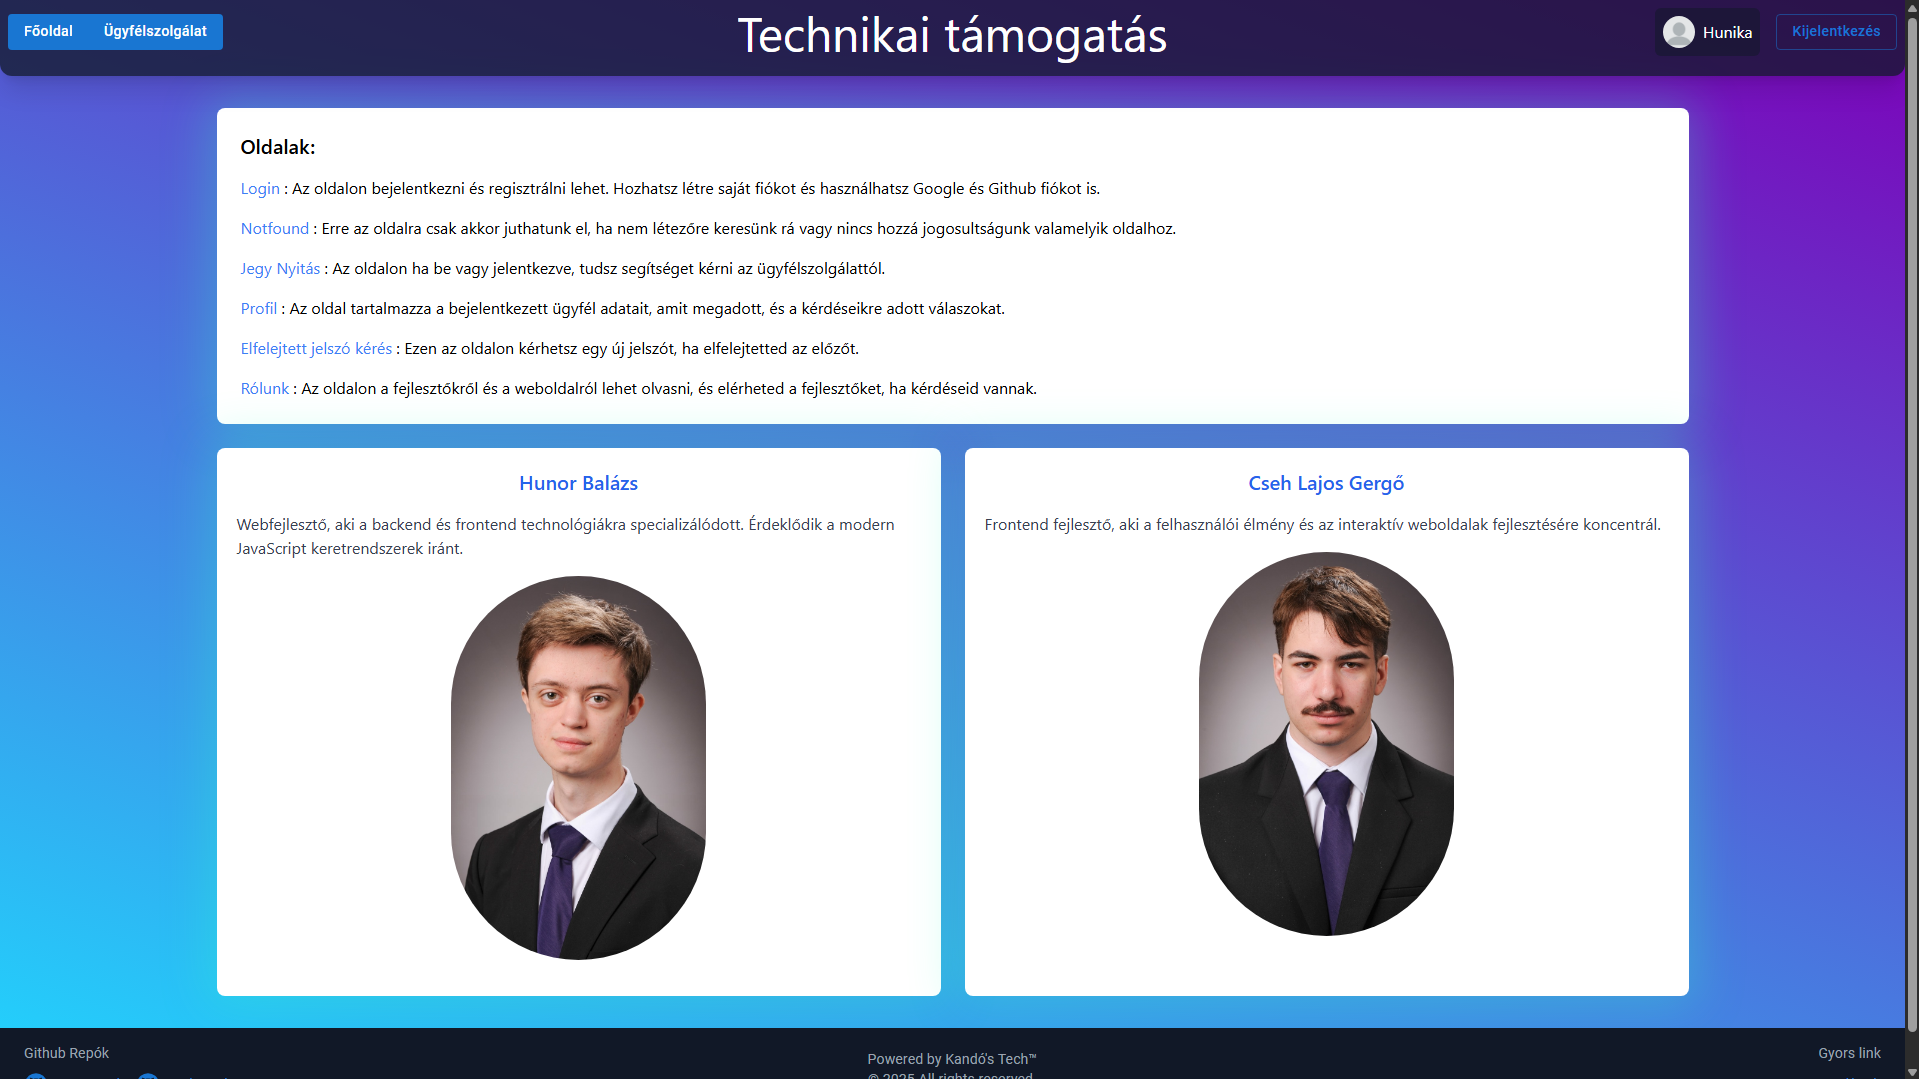 Főoldal Ügyfélszolgálat
Technikai támogatás
Hunika
Kijelentkezés
Oldalak:
Login : Az oldalon bejelentkezni és regisztrálni lehet. Hozhatsz létre saját fiókot és használhatsz Google és Github fiókot is.
Notfound : Erre az oldalra csak akkor juthatunk el, ha nem létezőre keresünk rá vagy nincs hozzá jogosultságunk valamelyik oldalhoz.
Jegy Nyitás : Az oldalon ha be vagy jelentkezve, tudsz segítséget kérni az ügyfélszolgálattól.
Profil : Az oldal tartalmazza a bejelentkezett ügyfél adatait, amit megadott, és a kérdéseikre adott válaszokat.
Elfelejtett jelszó kérés : Ezen az oldalon kérhetsz egy új jelszót, ha elfelejtetted az előzőt.
Rólunk : Az oldalon a fejlesztőkről és a weboldalról lehet olvasni, és elérheted a fejlesztőket, ha kérdéseid vannak.
Hunor Balázs
Webfejlesztő, aki a backend és frontend technológiákra specializálódott. Érdeklődik a modern
JavaScript keretrendszerek iránt.
Cseh Lajos Gergő
Frontend fejlesztő, aki a felhasználói élmény és az interaktív weboldalak fejlesztésére koncentrál.
Github Repók
Powered by Kandó's Tech™
© 2025 All rights reserved
Gyors link